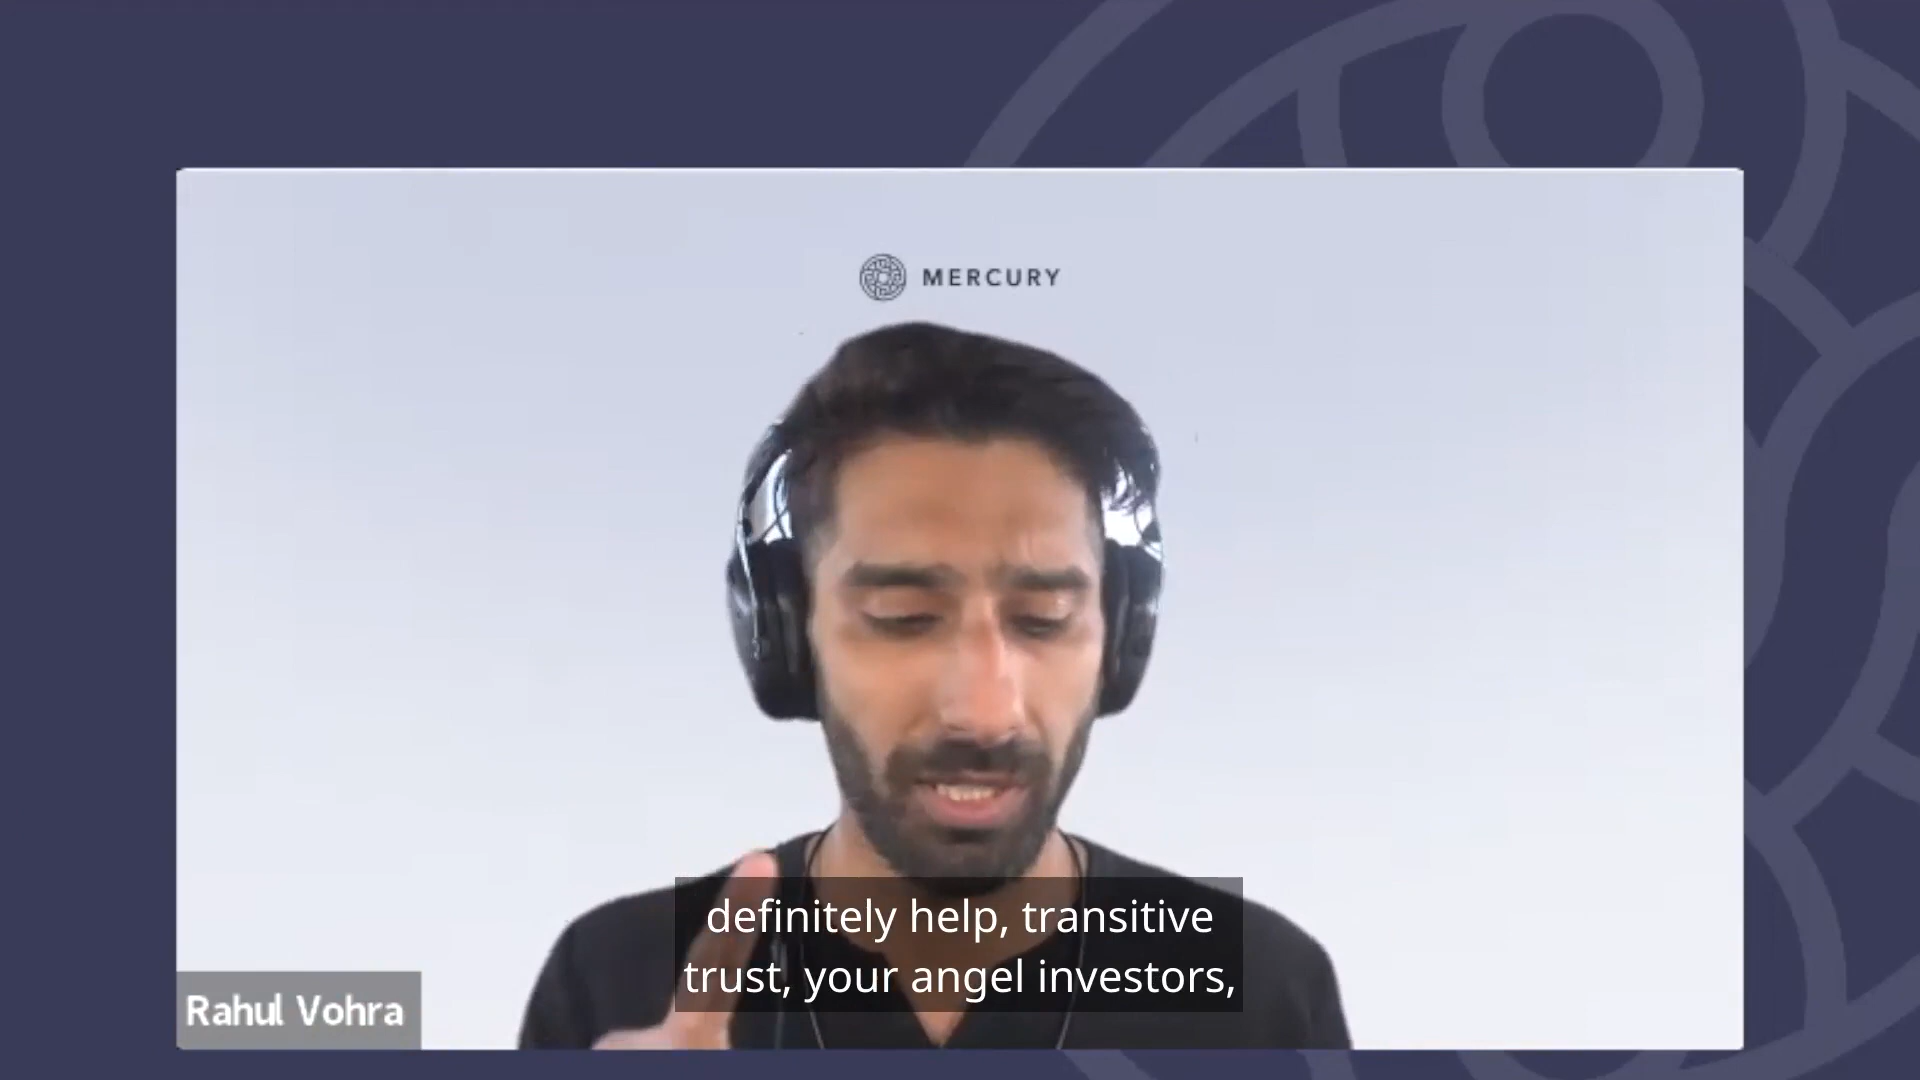 MERCURY
definitely help, transitive
trust, your angel investors,
Rahul Vohra